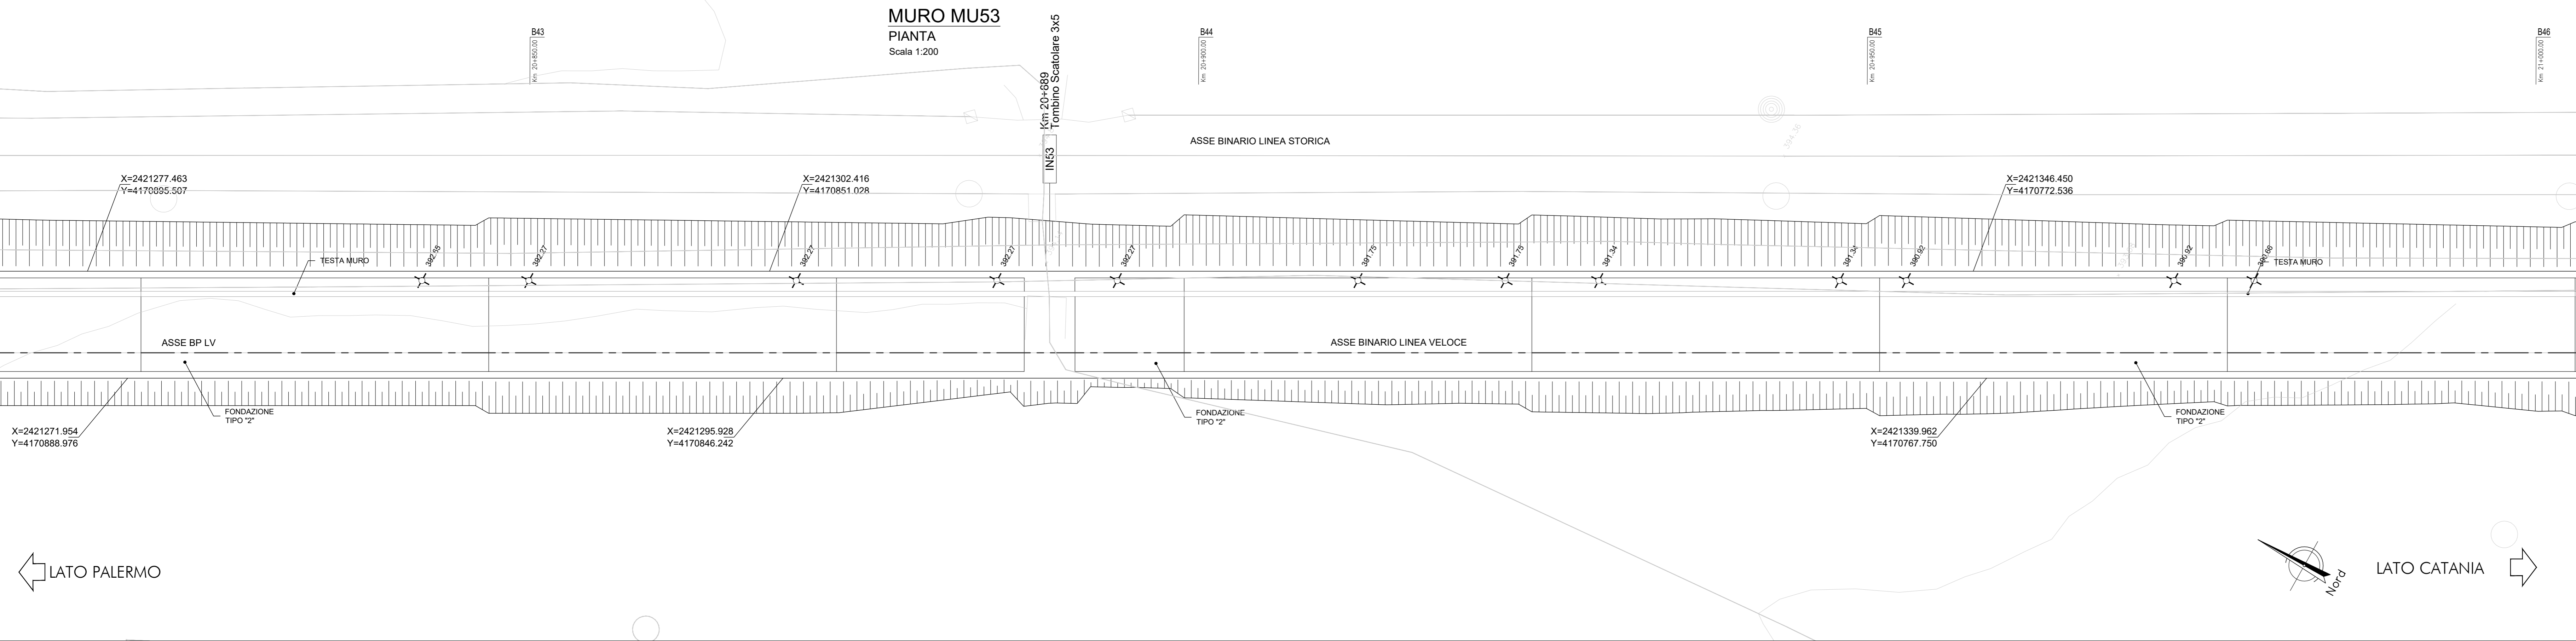 MURO MU53
PIANTA
Scala 1:200
B43
Km 20+850.00
B44
Km 20+900.00
B45
Km 20+950.00
B46
Km 21+000.00
Km 20+889
Tombino Scatolare 3x5
IN53
394.36
ASSE BINARIO LINEA STORICA
X=2421277.463
Y=4170895.507
X=2421302.416
Y=4170851.028
X=2421346.450
Y=4170772.536
392.27
392.27
392.27
392.27
391.75
391.75
391.34
391.34
390.92
390.92
TESTA MURO
TESTA MURO
ASSE BP LV
ASSE BINARIO LINEA VELOCE
FONDAZIONE
TIPO "2"
FONDAZIONE
TIPO "2"
FONDAZIONE
TIPO "2"
X=2421271.954
Y=4170888.976
X=2421295.928
Y=4170846.242
X=2421339.962
Y=4170767.750
LATO PALERMO
Nord
LATO CATANIA